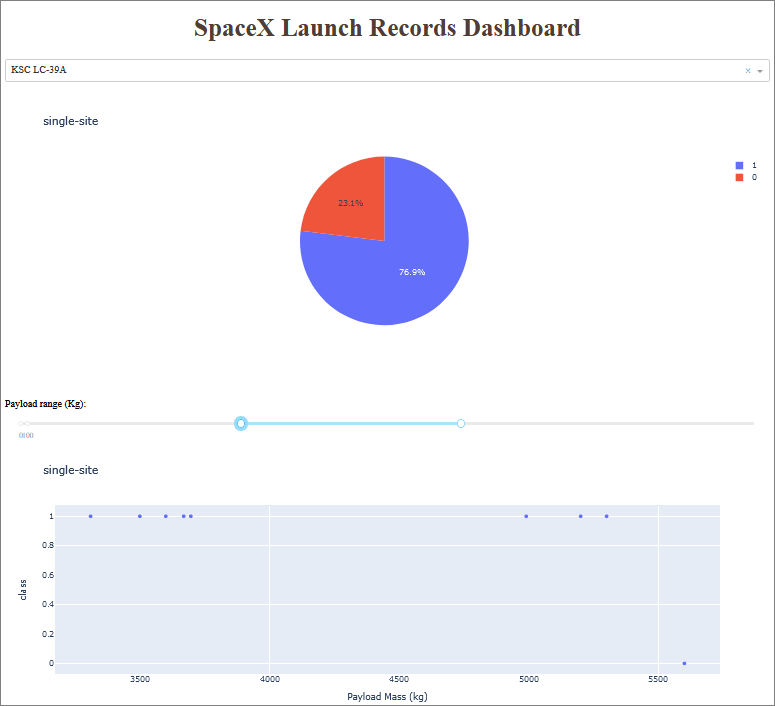 SpaceX Launch Records Dashboard
KSC LC-39A
× 
single-site
1
0
23.1%
76.9%
Payload range (Kg):
single-site
1
0.8
0.6
0.4
0.2
0
class
3500 4000 4500 5000 5500
Payload Mass (kg)